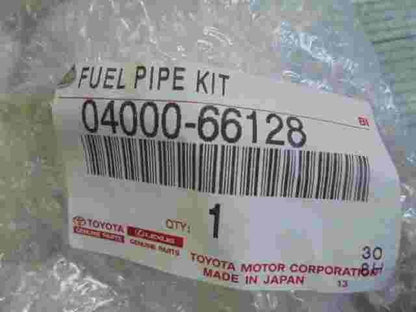 FUEL PIPE KIT
BI
04000-66128
QTY: 1
TOYOTA LEXUS
GENUINE PARTS GENUINE PARTS
TOYOTA MOTOR CORPORATION
MADE IN JAPAN 13
30